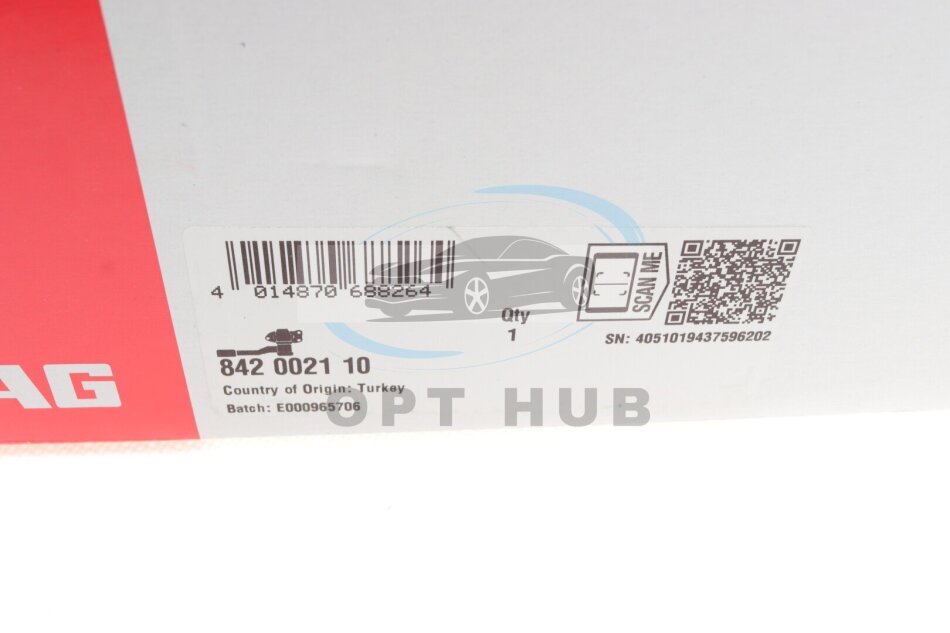 4 014870 688264
SCAN ME
Qty
1
SN: 4051019437596202
842 0021 10
Country of Origin: Turkey
Batch: E000965706
AG
OPT HUB